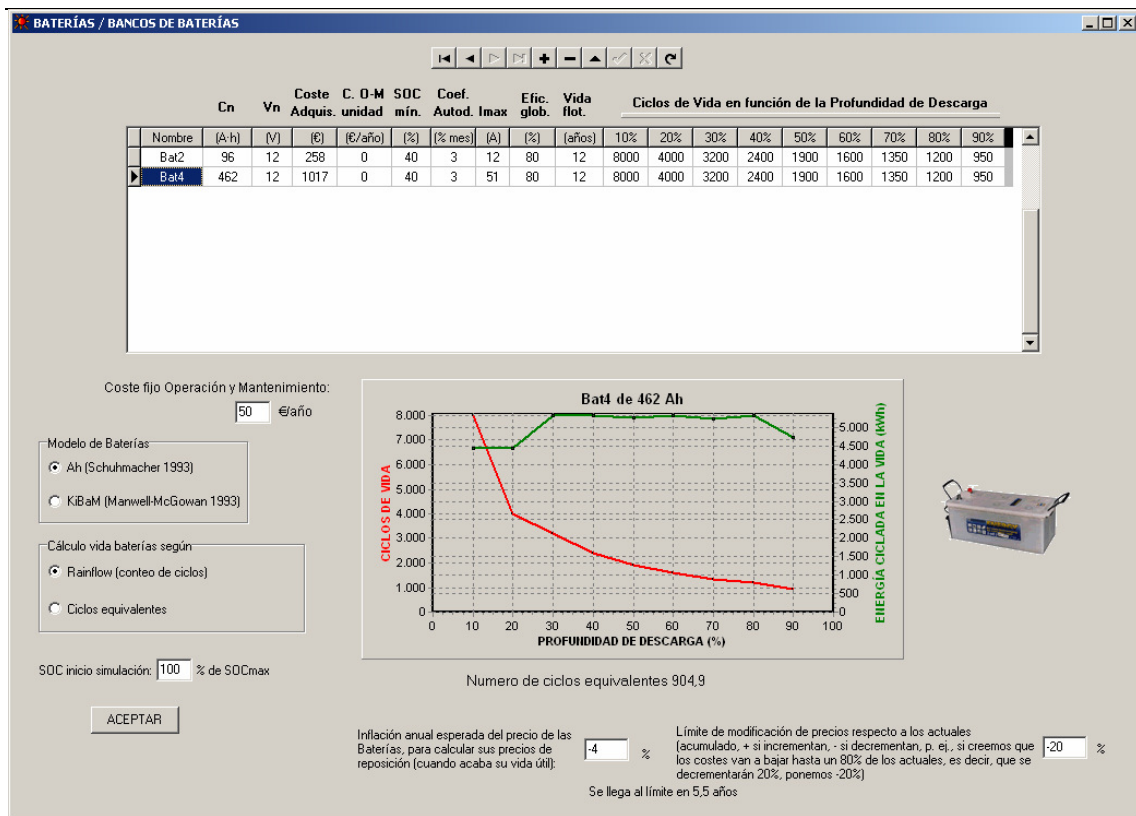 BATERÍAS / BANCOS DE BATERÍAS
Cn Vn Coste Adquis. C. O-M unidad SOC mín. Coef. Autod. Imax Efic. glob. Vida flot. Ciclos de Vida en función de la Profundidad de Descarga
Nombre (A·h) (V) (€) (€/año) (%) (% mes) (A) (%) (años) 10% 20% 30% 40% 50% 60% 70% 80% 90%
Bat2 96 12 258 0 40 3 12 80 12 8000 4000 3200 2400 1900 1600 1350 1200 950
Bat4 462 12 1017 0 40 3 51 80 12 8000 4000 3200 2400 1900 1600 1350 1200 950
Coste fijo Operación y Mantenimiento:
50 €/año
Modelo de Baterías
Ah (Schuhmacher 1993)
KiBaM (Manwell-McGowan 1993)
Cálculo vida baterías según
Rainflow (conteo de ciclos)
Ciclos equivalentes
SOC inicio simulación: 100 % de SOCmax
ACEPTAR
Bat4 de 462 Ah
CICLOS DE VIDA
8.000
7.000
6.000
5.000
4.000
3.000
2.000
1.000
0
5.000
4.500
4.000
3.500
3.000
2.500
2.000
1.500
1.000
500
0
ENERGÍA CICLADA EN LA VIDA (KWh)
0 10 20 30 40 50 60 70 80 90 100
PROFUNDIDAD DE DESCARGA (%)
Numero de ciclos equivalentes 904,9
Inflación anual esperada del precio de las
Baterías, para calcular sus precios de
reposición (cuando acaba su vida útil):
-4 %
Límite de modificación de precios respecto a los actuales
(acumulado, + si incrementan, - si decrementan, p. ej., si creemos que
los costes van a bajar hasta un 80% de los actuales, es decir, que se
decrementarán 20%, ponemos -20%)
-20 %
Se llega al límite en 5,5 años